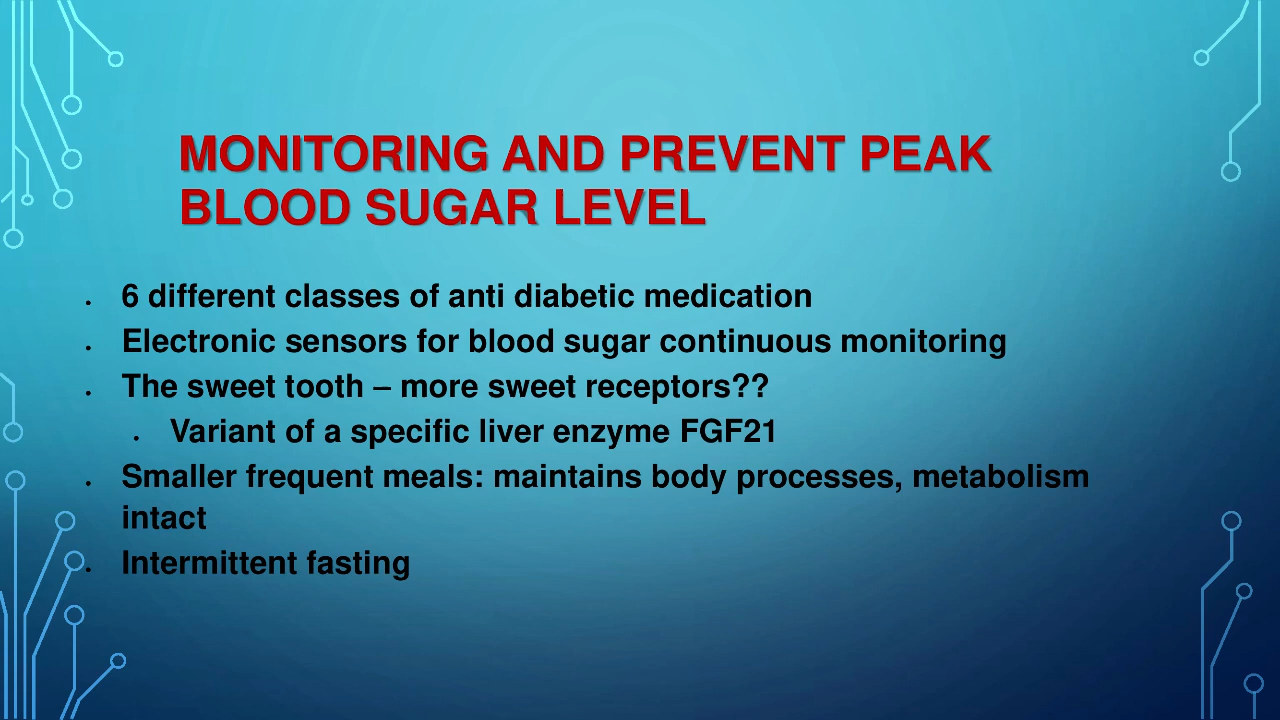 MONITORING AND PREVENT PEAK
BLOOD SUGAR LEVEL
• 6 different classes of anti diabetic medication
• Electronic sensors for blood sugar continuous monitoring
• The sweet tooth – more sweet receptors??
• Variant of a specific liver enzyme FGF21
• Smaller frequent meals: maintains body processes, metabolism
intact
• Intermittent fasting